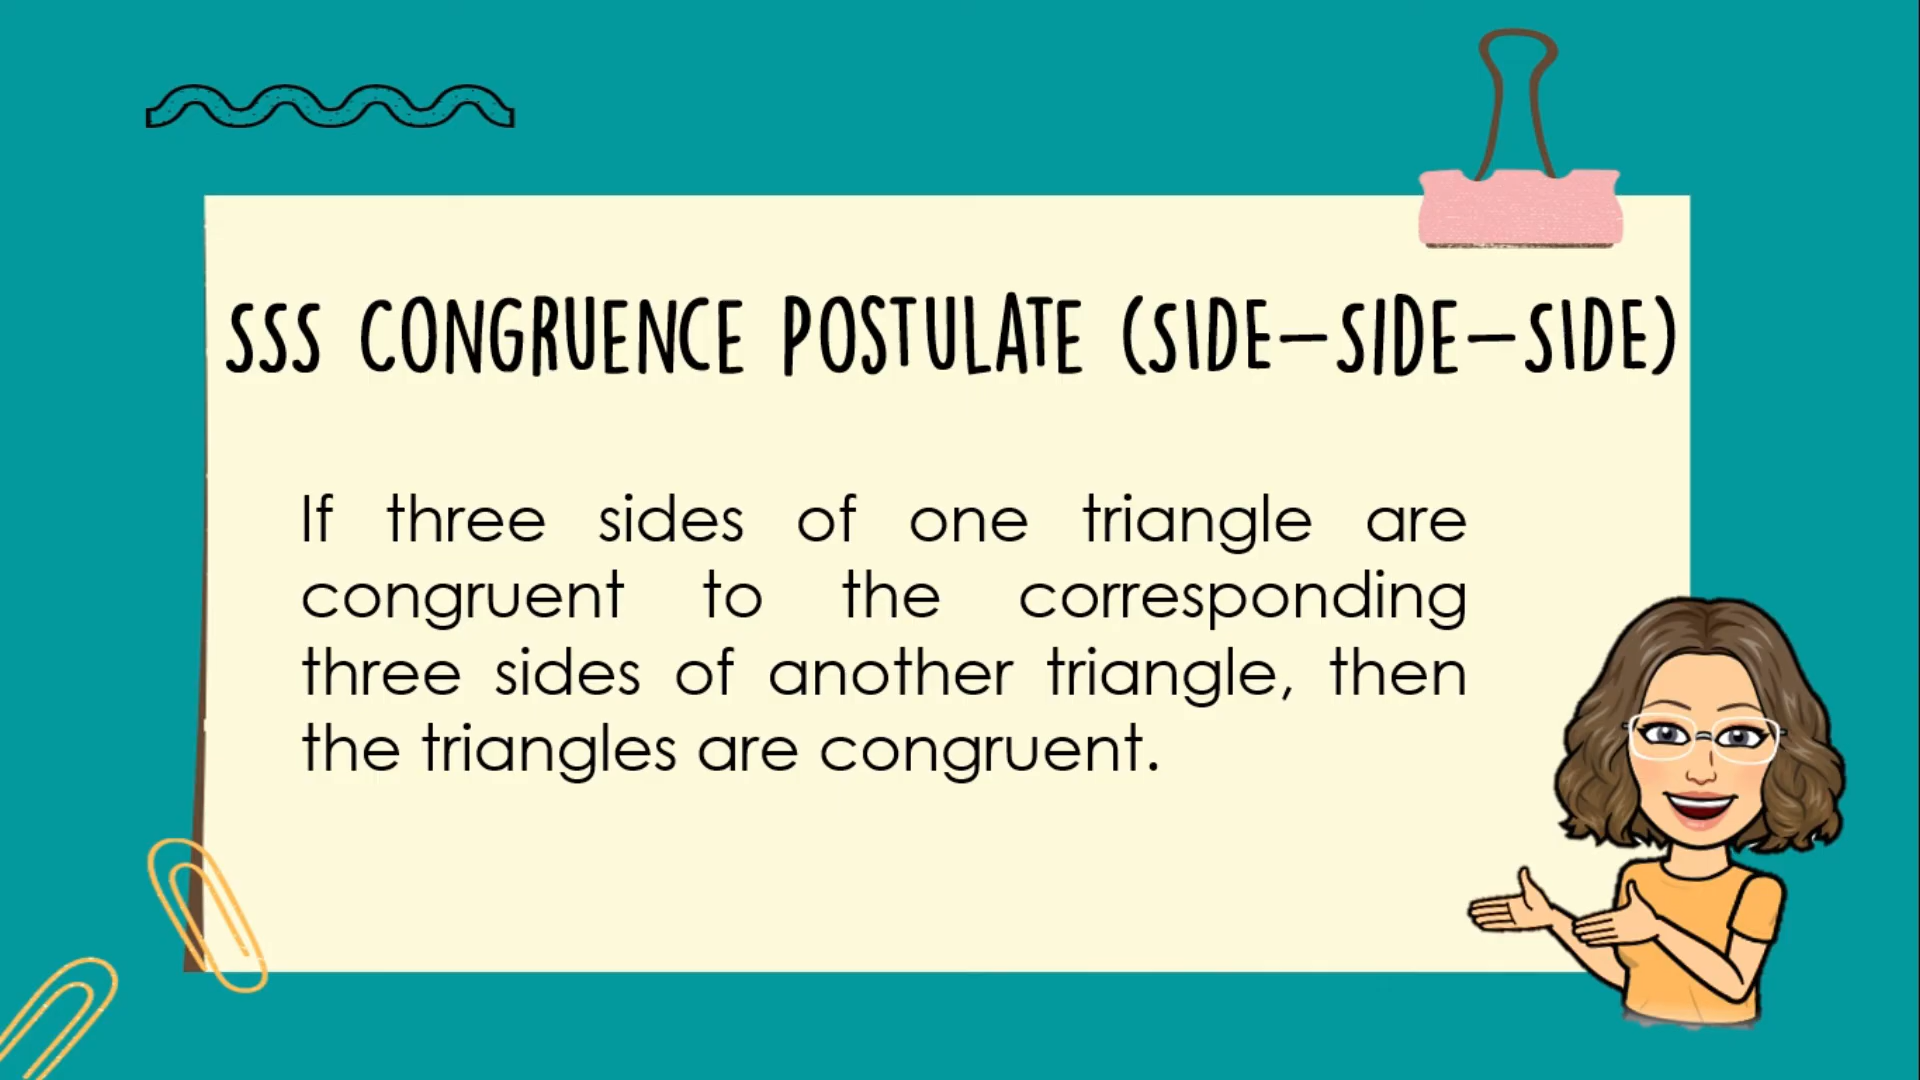 SSS CONGRUENCE POSTULATE (SIDE–SIDE–SIDE)
If three sides of one triangle are
congruent to the corresponding
three sides of another triangle, then
the triangles are congruent.